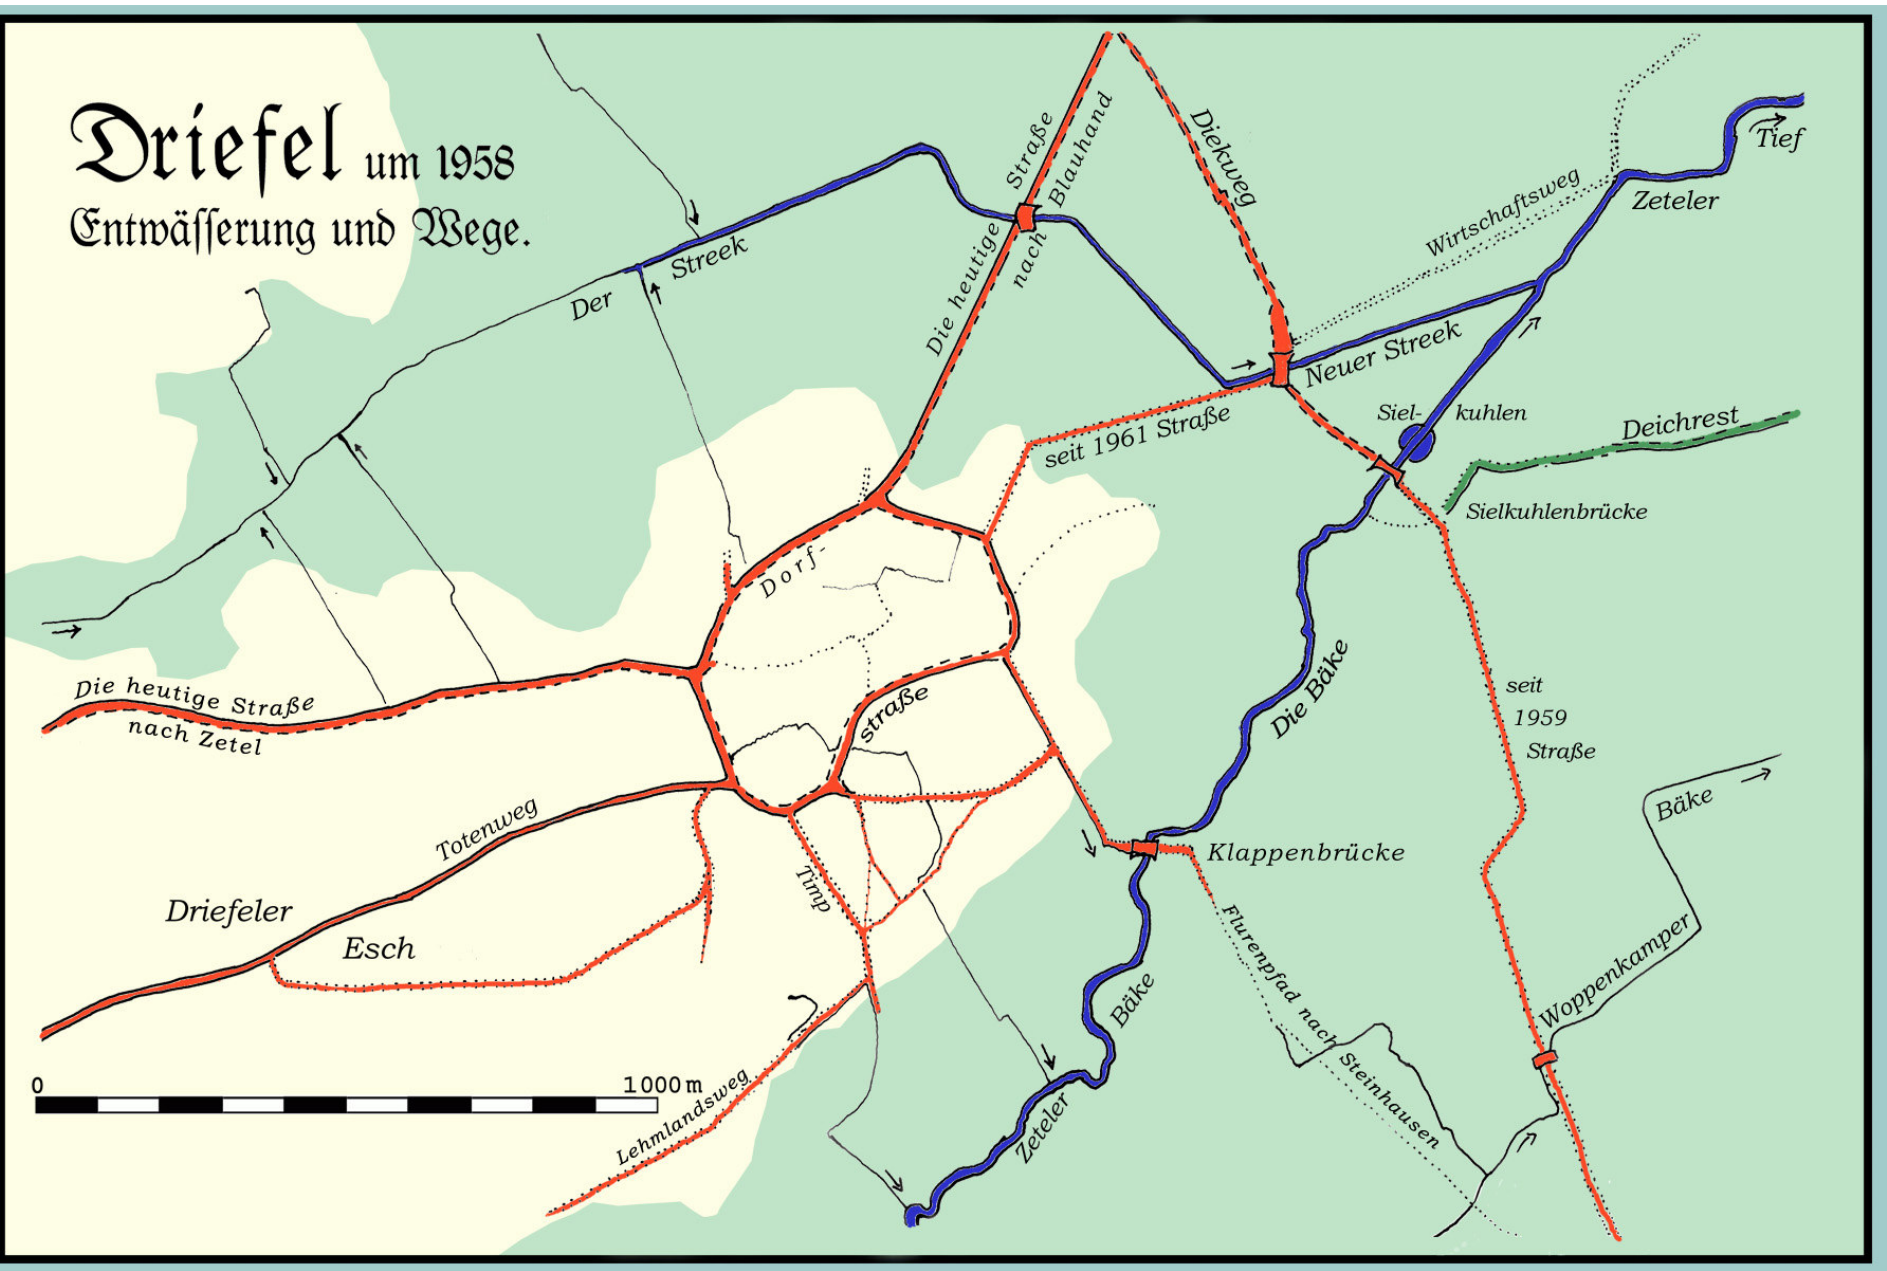 Driefel um 1958
Entwäſſerung und Wege.
Der Streek
Die heutige Straße
nach Blauhand
Diekweg
Wirtschaftsweg
Zeteler
Tief
Neuer Streek
seit 1961 Straße
Siel- kuhlen
Deichrest
Sielkuhlenbrücke
Dorf-
straße
Die heutige Straße
nach Zetel
Die Bäke
seit
1959
Straße
Totenweg
Driefeler
Esch
Timp
Klappenbrücke
Bäke
Woppenkamper
Flurenpfad nach Steinhausen
Zeteler Bäke
Lehmlandsweg
0 1000 m